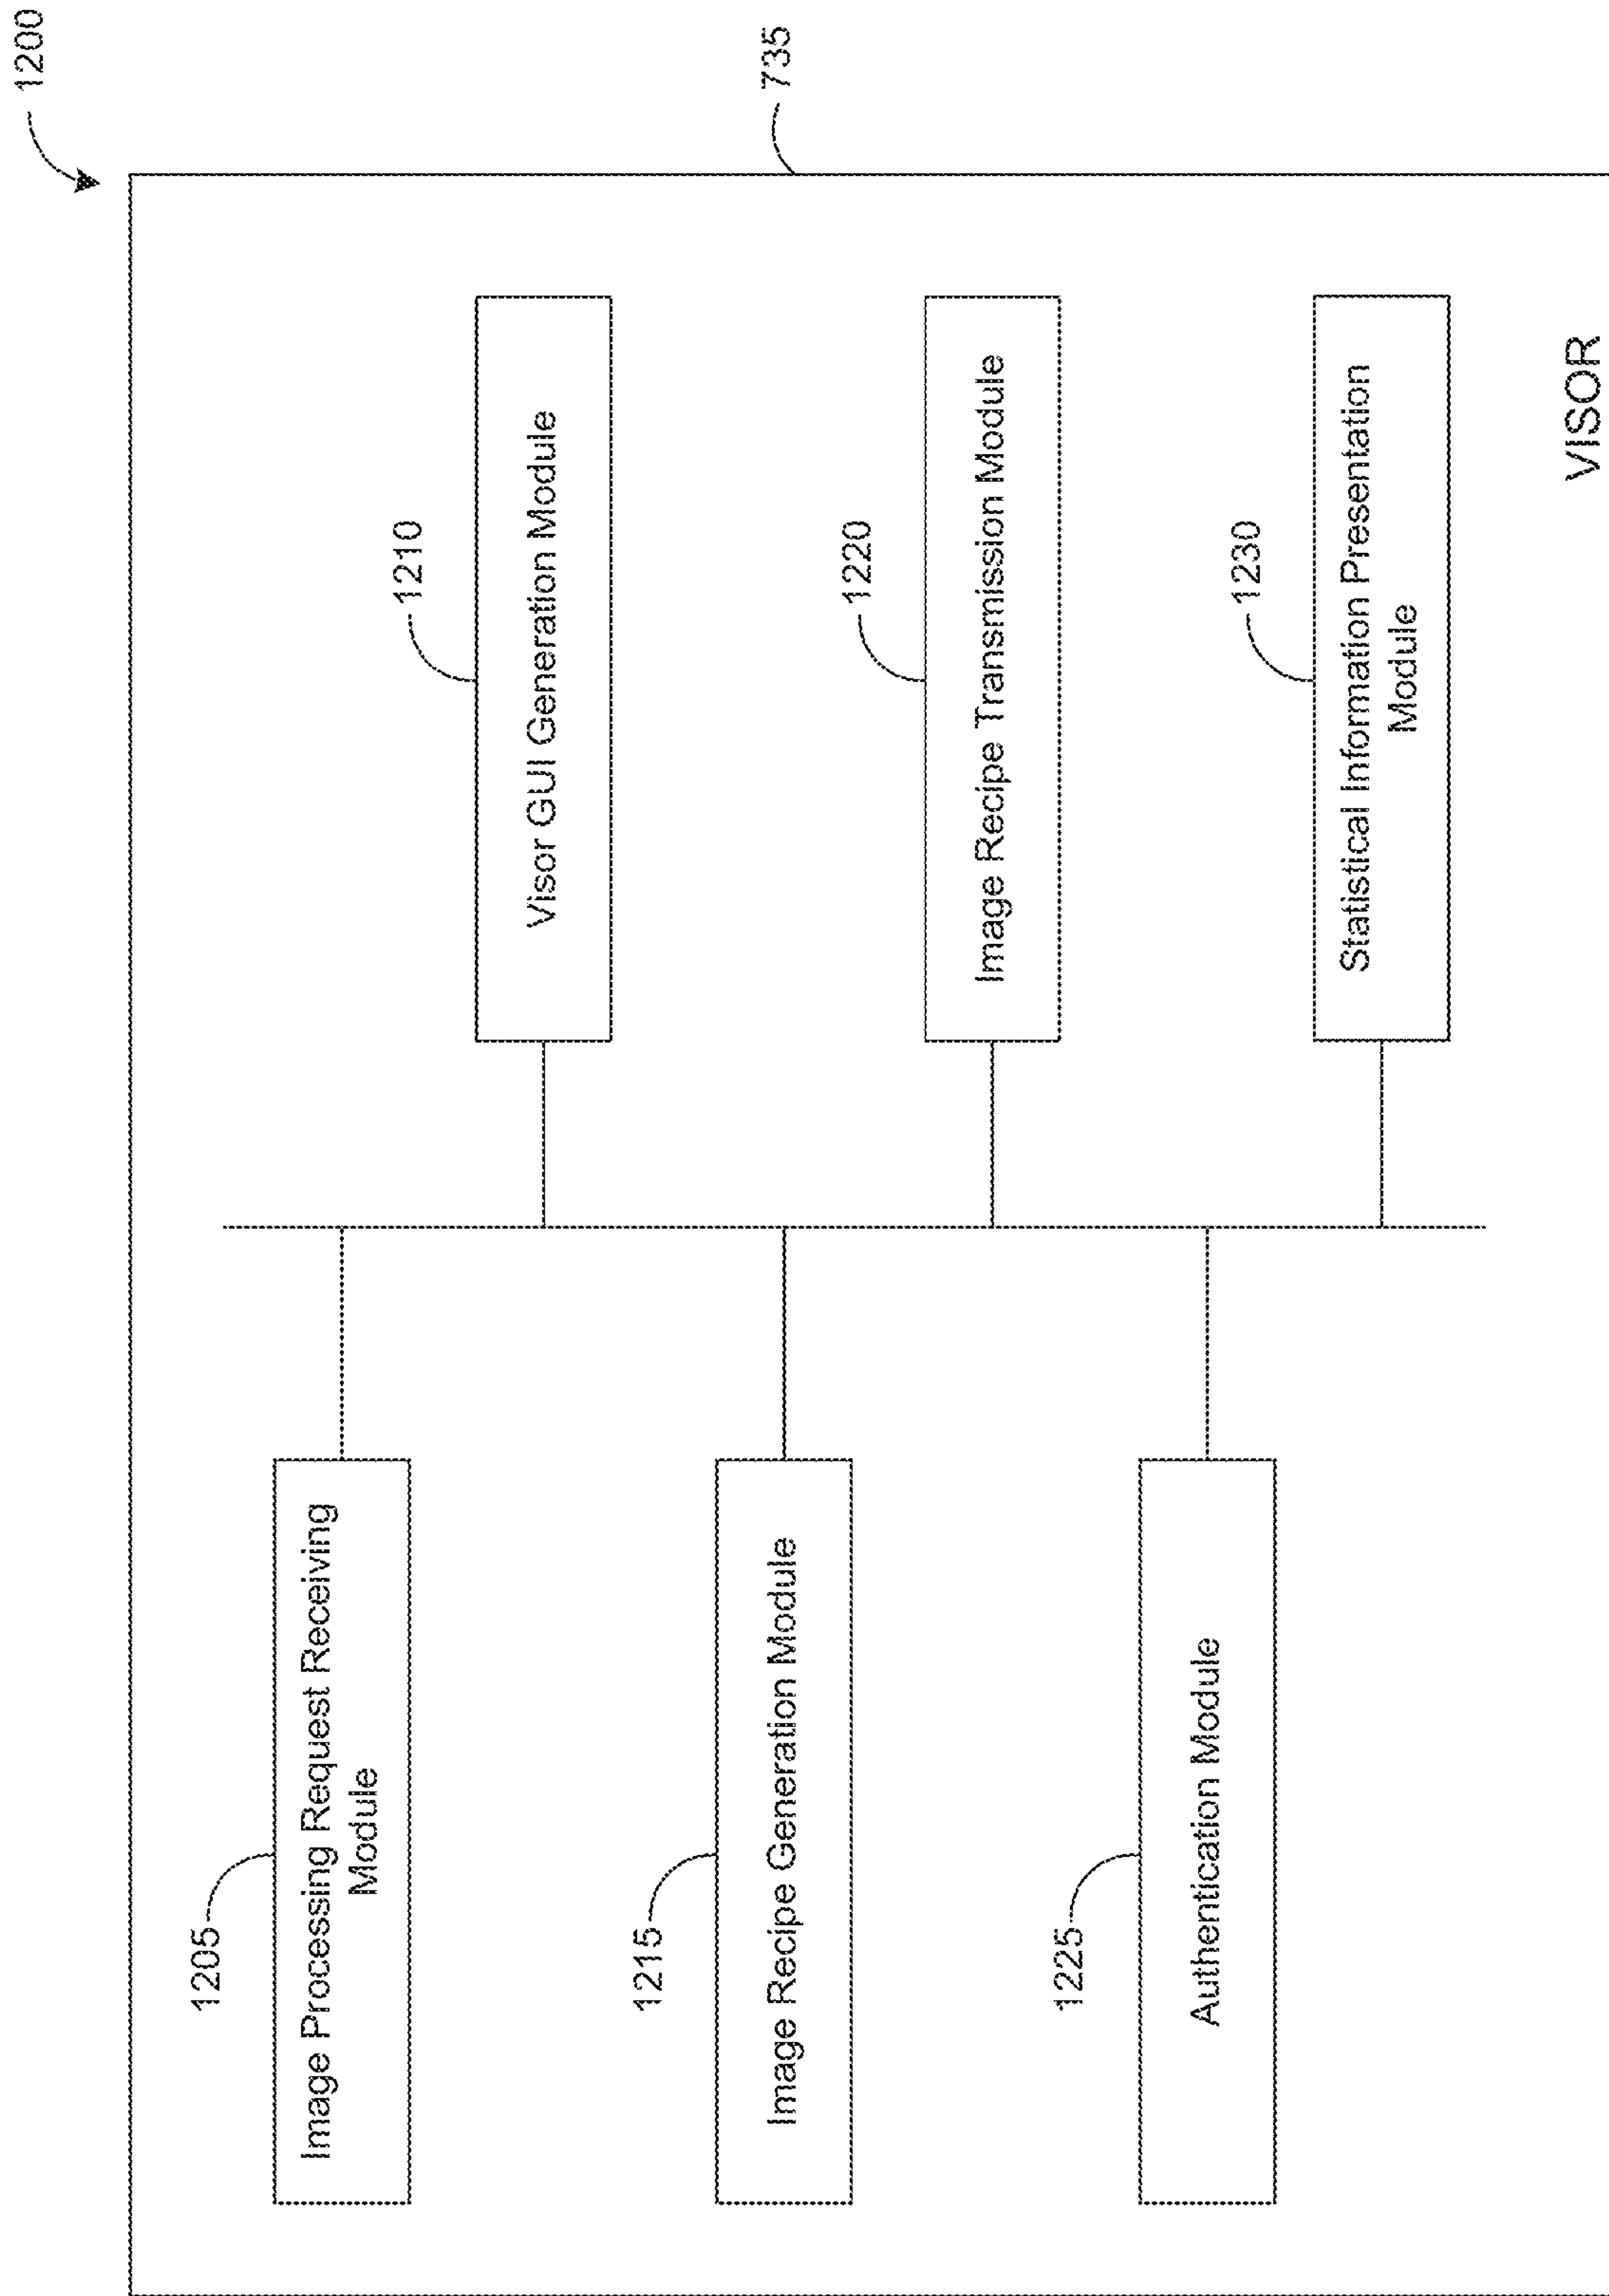 1200
735
1205
Image Processing Request Receiving
Module
1210
Visor GUI Generation Module
1215
Image Recipe Generation Module
1220
Image Recipe Transmission Module
1225
Authentication Module
1230
Statistical Information Presentation
Module
VISOR